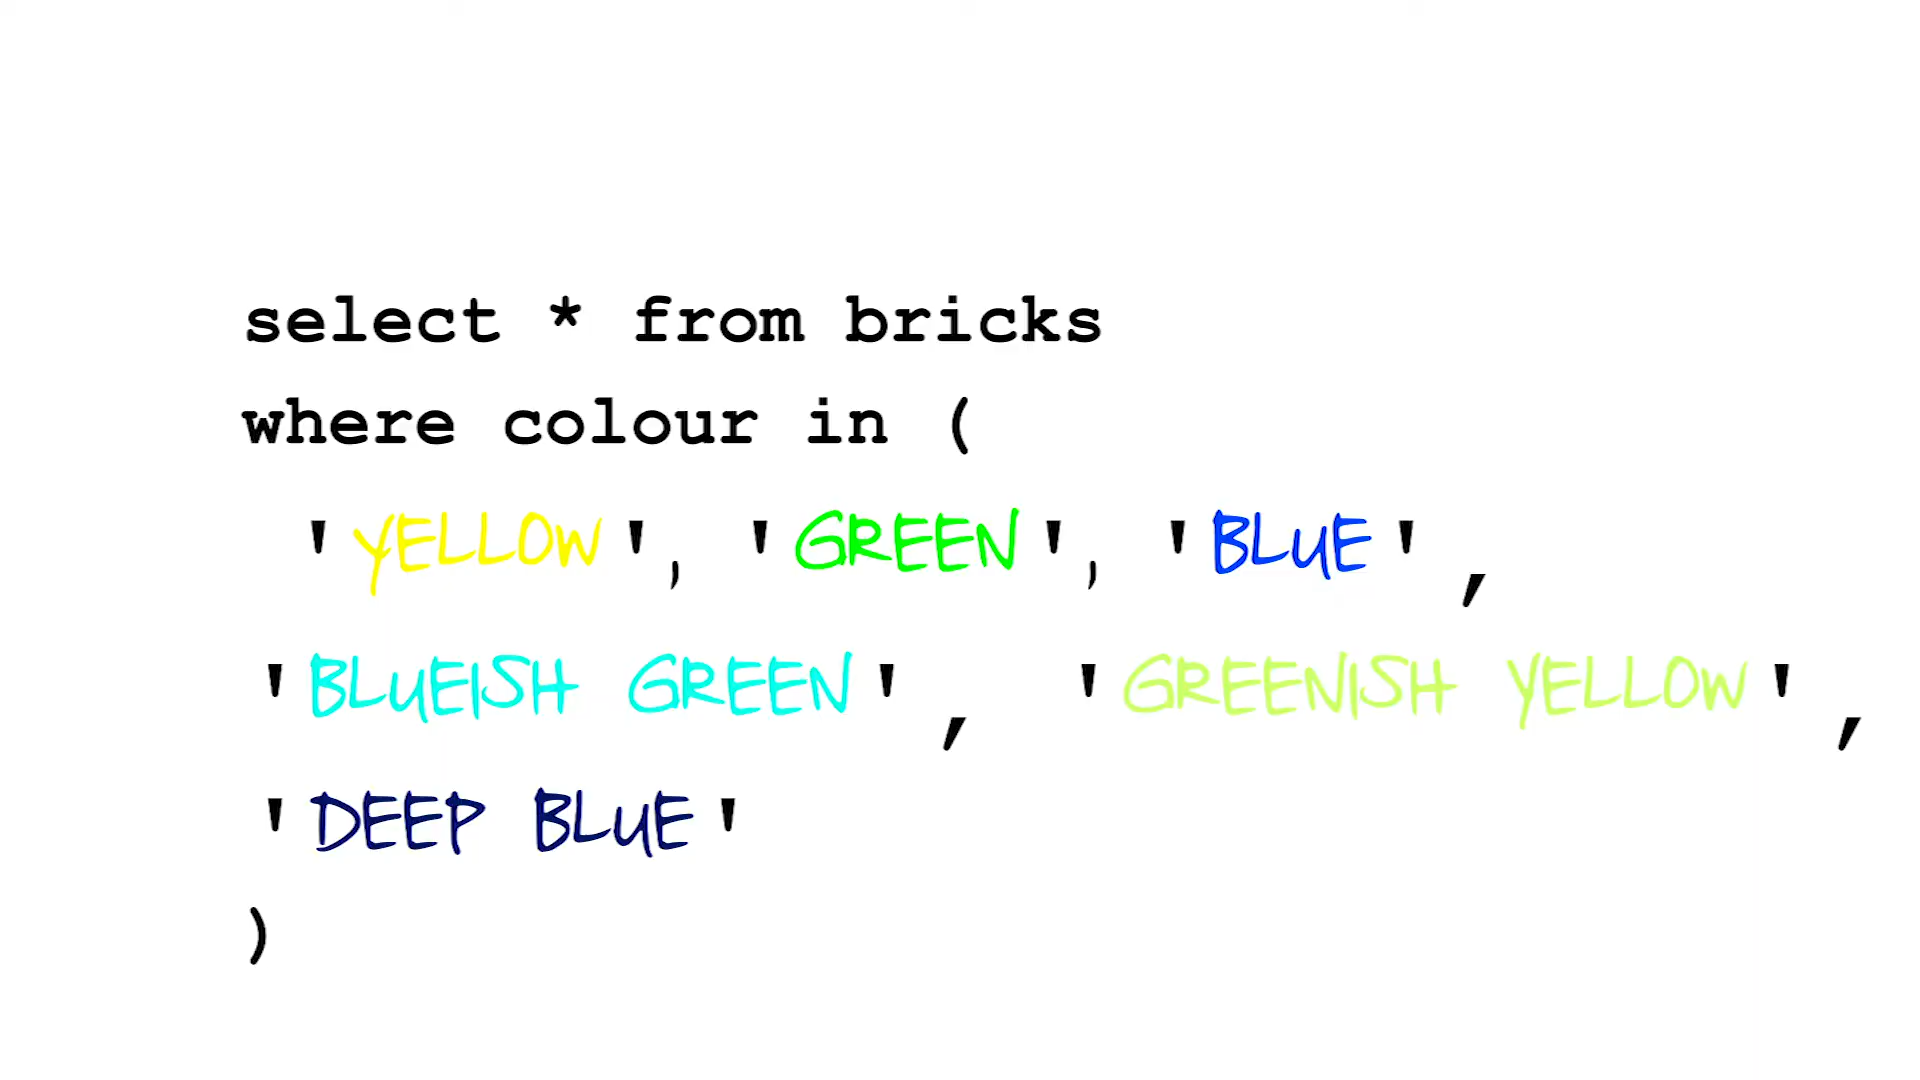 select * from bricks
where colour in (
'YELLOW', 'GREEN', 'BLUE',
'BLUEISH GREEN', 'GREENISH YELLOW',
'DEEP BLUE'
)